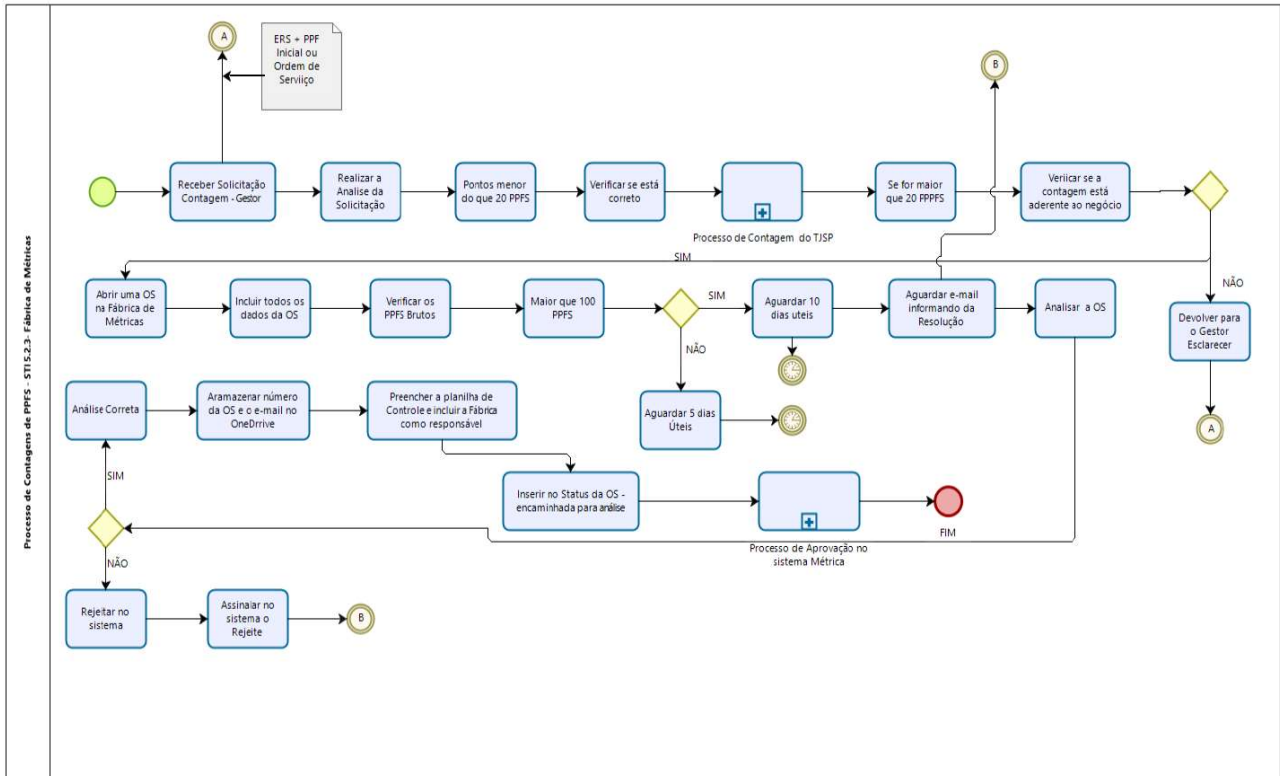 Processo de Contagens de PPFS - STI 5.2.3- Fábrica de Métricas
A
ERS + PPF
Inicial ou
Ordem de
Serviiço
B
Receber Solicitação
Contagem - Gestor
Realizar a
Analise da
Solicitação
Pontos menor
do que 20 PPFS
Verificar se está
correto
Processo de Contagem do TJSP
Se for maior
que 20 FPPFS
Veriicar se a
contagem está
aderente ao negócio
SIM
NÃO
Abrir uma OS
na Fábrica de
Métricas
Incluir todos os
dados da OS
Verificar os
PPFS Brutos
Maior que 100
PPFS
SIM
NÃO
Aguardar 10
dias uteis
Aguardar e-mail
informando da
Resolução
Analisar a OS
Devolver para
o Gestor
Esclarecer
Análise Correta
Aramazerar número
da OS e o e-mail no
OneDrrive
Preencher a planilha de
Controle e incluir a Fábrica
como responsável
Aguardar 5 dias
Úteis
A
SIM
Inserir no Status da OS -
encaminhada para análise
Processo de Aprovação no
sistema Métrica
FIM
NÃO
Rejeitar no
sistema
Assinalar no
sistema o
Rejeite
B